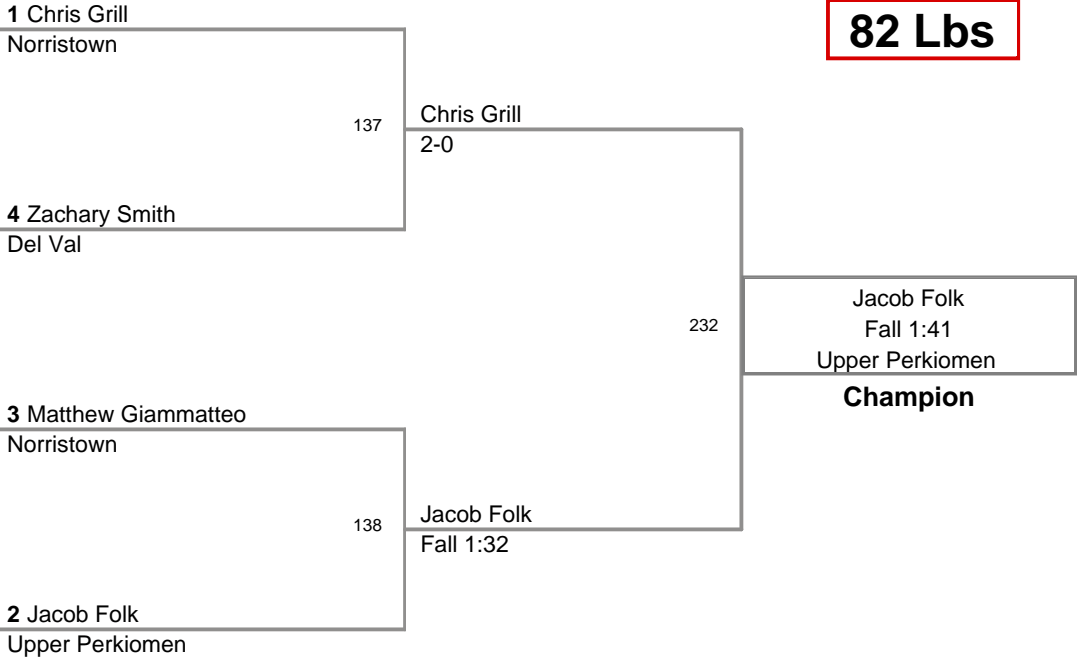 1 Chris Grill
Norristown
82 Lbs
137
Chris Grill
2-0
4 Zachary Smith
Del Val
232
Jacob Folk
Fall 1:41
Upper Perkiomen
Champion
3 Matthew Giammatteo
Norristown
138
Jacob Folk
Fall 1:32
2 Jacob Folk
Upper Perkiomen